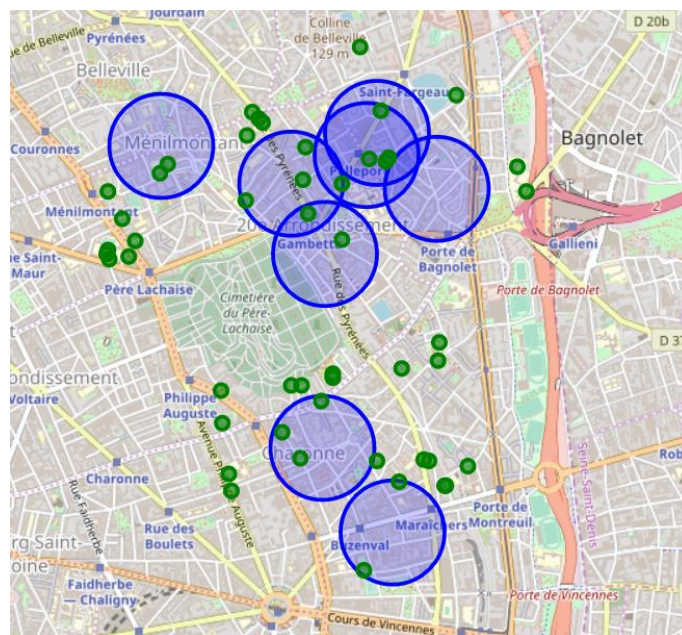 Jourdain
D 20b
Pyrénées
Colline
de Belleville
129 m
ue de Belleville
Belleville
Saint-Fargeau
Couronnes
Ménilmontant
Bagnolet
Pelleport
es Pyrénées
Ménilmontant
2
20e Arrondissement
Gambetta
ue Saint-
Maur
Porte de
Bagnolet
Gallieni
Père Lachaise
Cimetière
du Père-
Lachaise
Rue des Pyrénées
Porte de Bagnolet
D 37
ondissement
Voltaire
Philippe
Auguste
Charonne
Avenue Philippe Auguste
Seine-Saint-Denis
Rob
Charonne
Rue Faidherbe
Rue des
Boulets
Maraîchers
Porte de
Montreuil
rg Saint-
oine
Buzenval
Faidherbe
— Chaligny
Porte de Vincennes
Cours de Vincennes